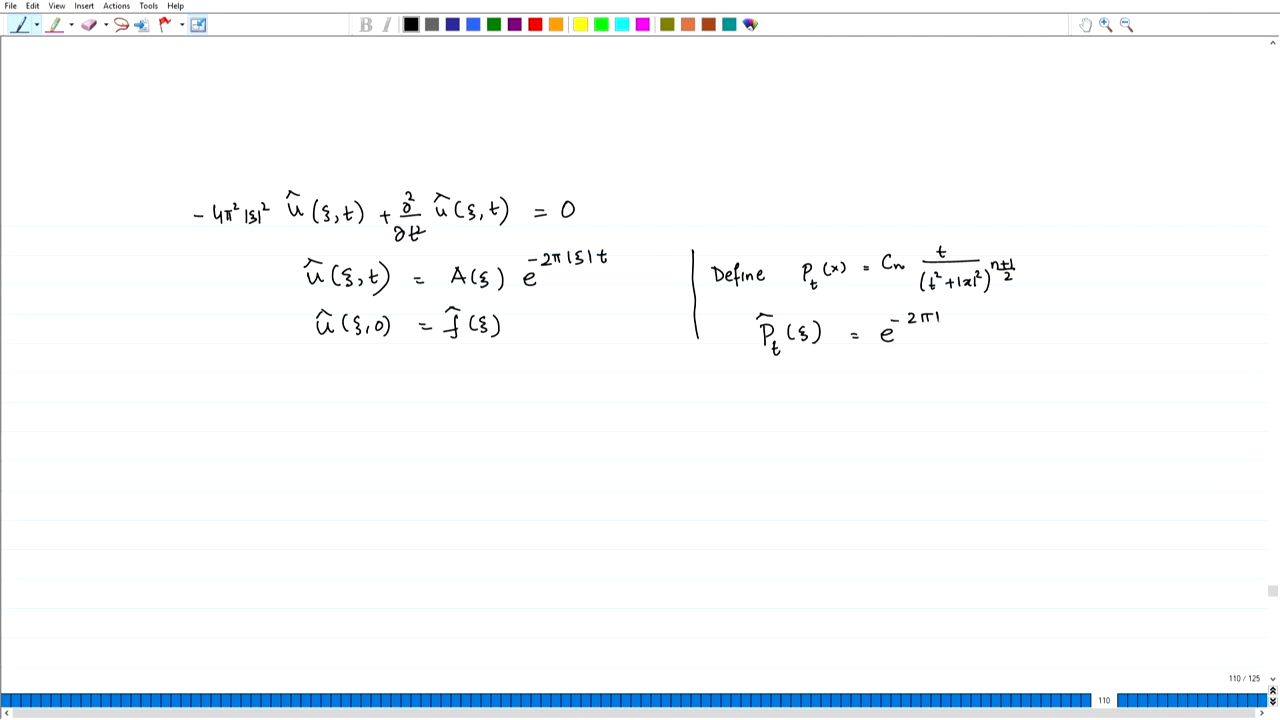 File Edit View Insert Actions Tools Help
B I
- 4π² |ξ|² û(ξ,t) + ∂²/∂t² û(ξ,t) = 0
û(ξ,t) = A(ξ) e^{-2π|ξ|t}
û(ξ,0) = f̂(ξ)
Define P_t(x) = C_n t/(t²+|x|²)^{(n+1)/2}
P̂_t(ξ) = e^{-2π|
110 / 125
110